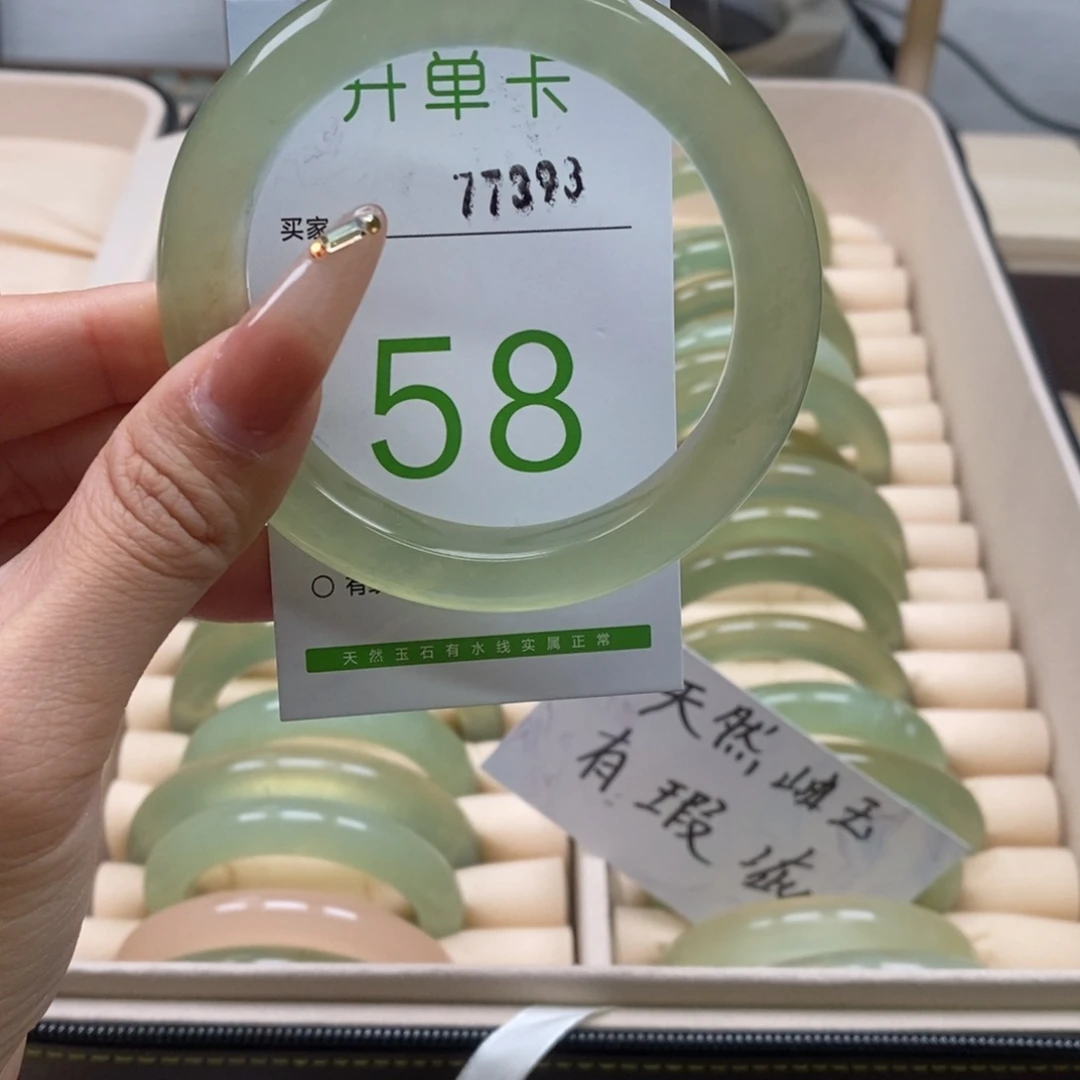 开单卡
77393
买家
58
有
天然玉石有水线实属正常
天然岫玉
有瑕疵